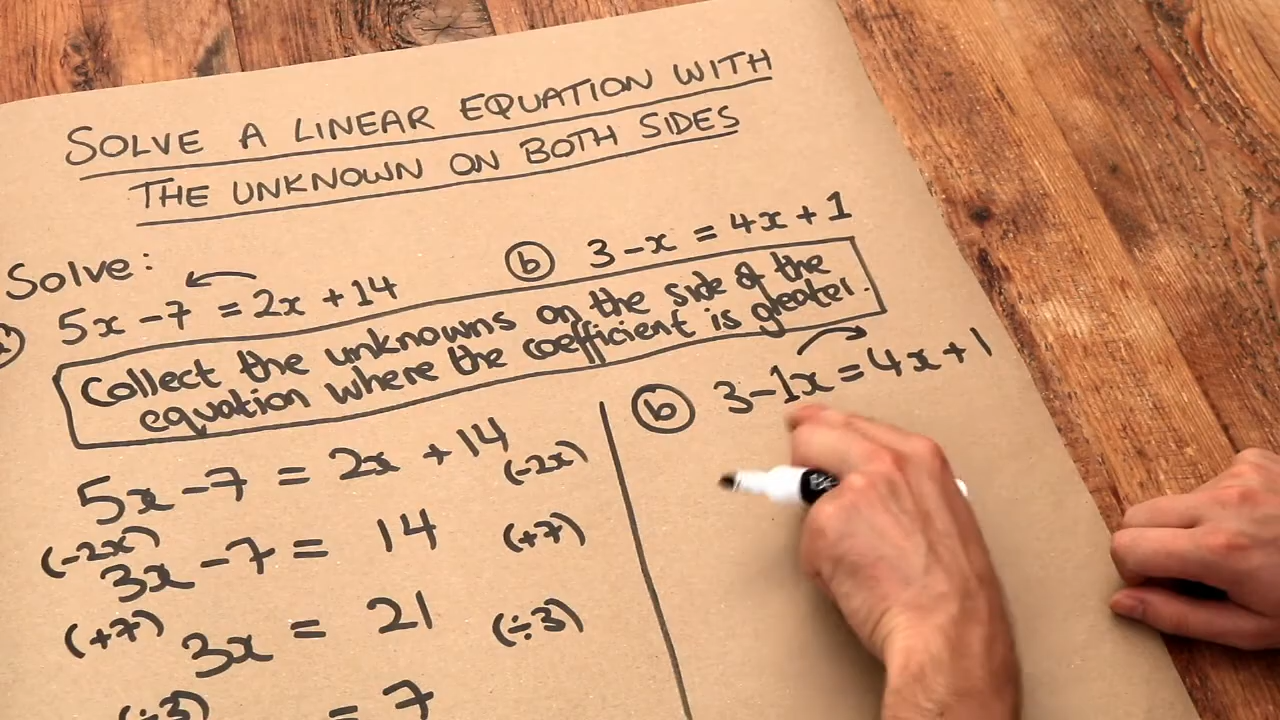 SOLVE A LINEAR EQUATION WITH
THE UNKNOWN ON BOTH SIDES
Solve:
5x - 7 = 2x + 14
(b) 3 - x = 4x + 1
Collect the unknowns on the side of the
equation where the coefficient is greater.
5x - 7 = 2x + 14
(-2x) (-2x)
3x - 7 = 14 (+7)
(+7) 3x = 21 (÷3)
(÷3) = 7
(b) 3 - 1x = 4x + 1